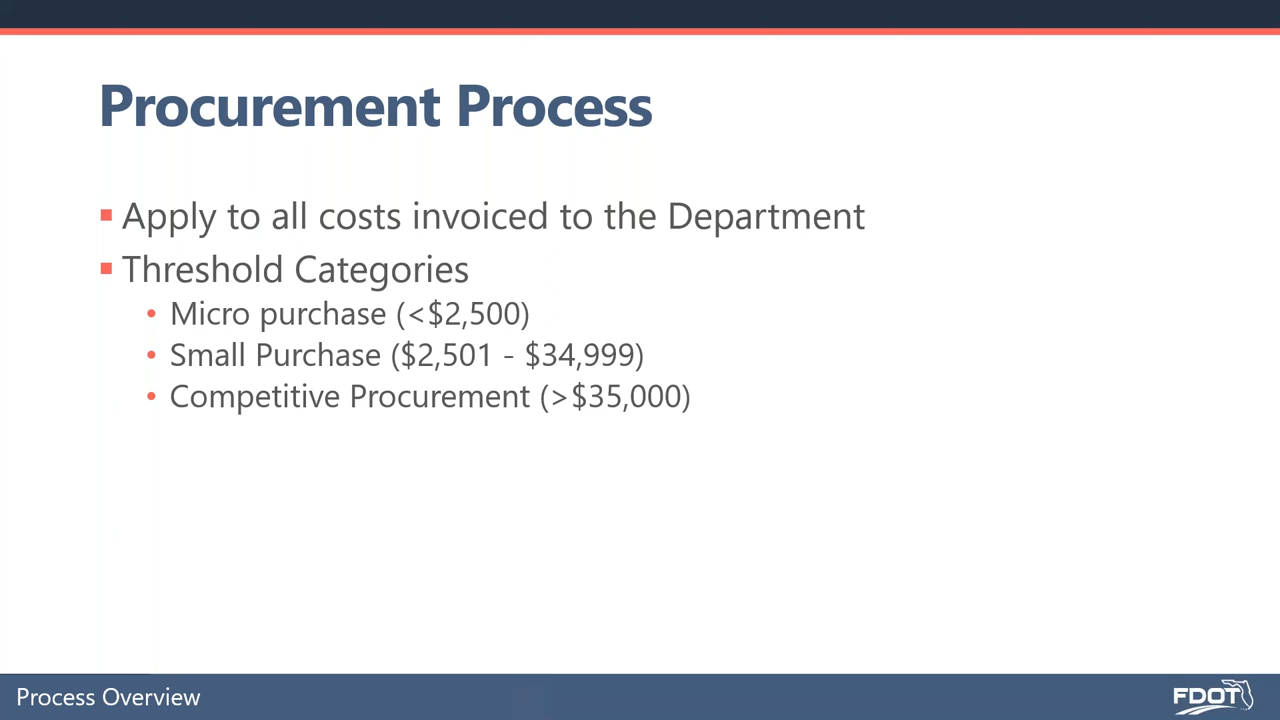 Procurement Process
Apply to all costs invoiced to the Department
Threshold Categories
Micro purchase (<$2,500)
Small Purchase ($2,501 - $34,999)
Competitive Procurement (>$35,000)
Process Overview
FDOT